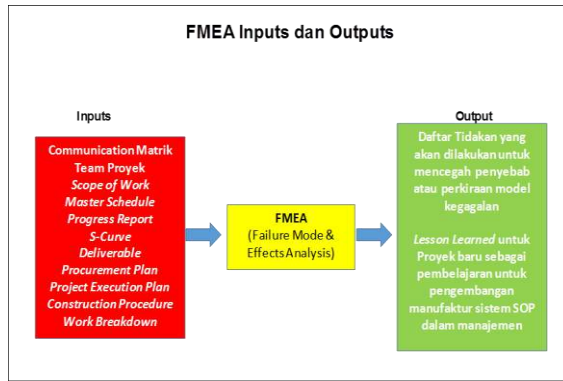 FMEA Inputs dan Outputs
Inputs
Communication Matrik
Team Proyek
Scope of Work
Master Schedule
Progress Report
S-Curve
Deliverable
Procurement Plan
Project Execution Plan
Construction Procedure
Work Breakdown
FMEA
(Failure Mode &
Effects Analysis)
Output
Daftar Tidakan yang
akan dilakukan untuk
mencegah penyebab
atau perkiraan model
kegagalan
Lesson Learned untuk
Proyek baru sebagai
pembelajaran untuk
pengembangan
manufaktur sistem SOP
dalam manajemen